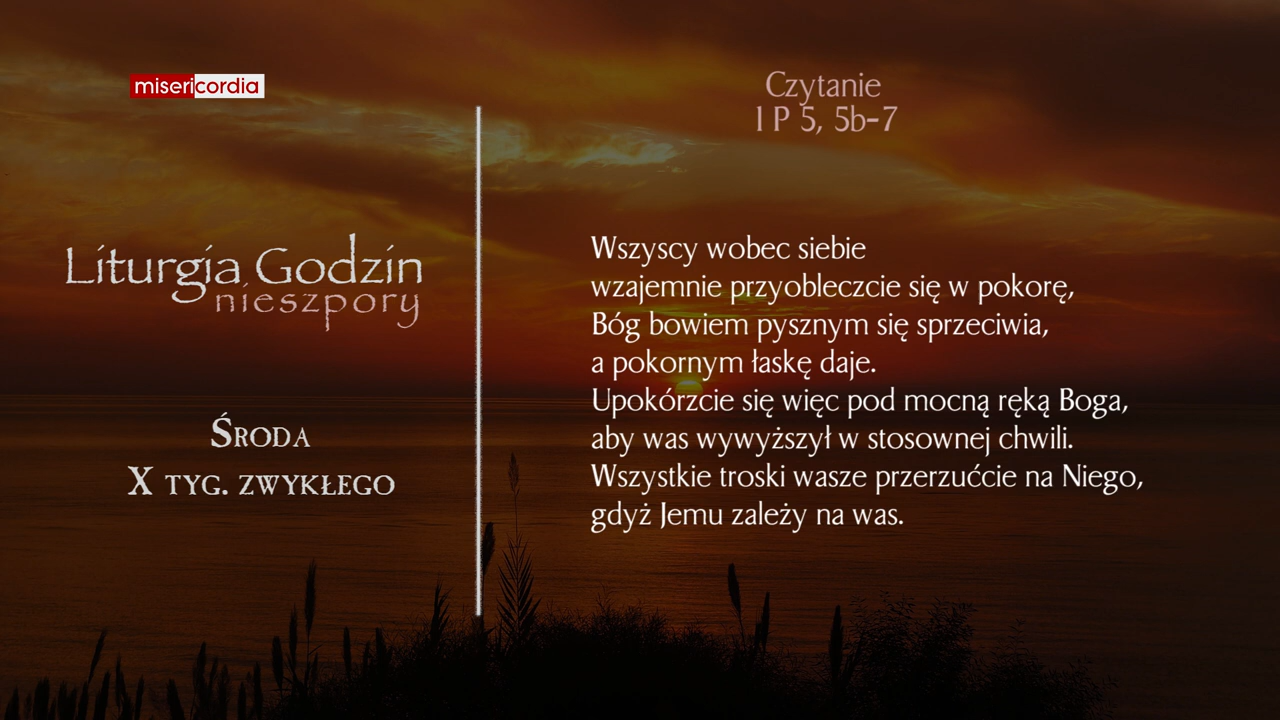 misericordia
Liturgia Godzin
nieszpory
Środa
X tyg. zwykłego
Czytanie
1 P 5, 5b-7
Wszyscy wobec siebie
wzajemnie przyobleczcie się w pokorę,
Bóg bowiem pysznym się sprzeciwia,
a pokornym łaskę daje.
Upokórzcie się więc pod mocną ręką Boga,
aby was wywyższył w stosownej chwili.
Wszystkie troski wasze przerzućcie na Niego,
gdyż Jemu zależy na was.